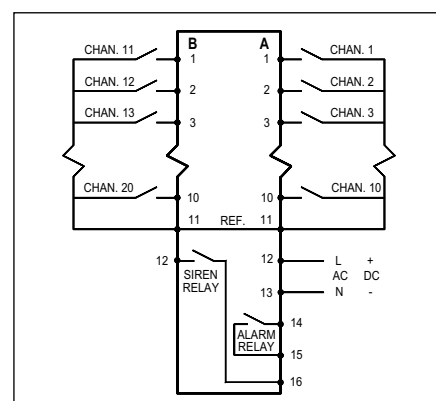 B A
CHAN. 11 1 1 CHAN. 1
CHAN. 12 2 2 CHAN. 2
CHAN. 13 3 3 CHAN. 3
CHAN. 20 10 10 CHAN. 10
11 REF. 11
12 SIREN RELAY 12 L +
AC DC
13 N -
14
ALARM RELAY
15
16